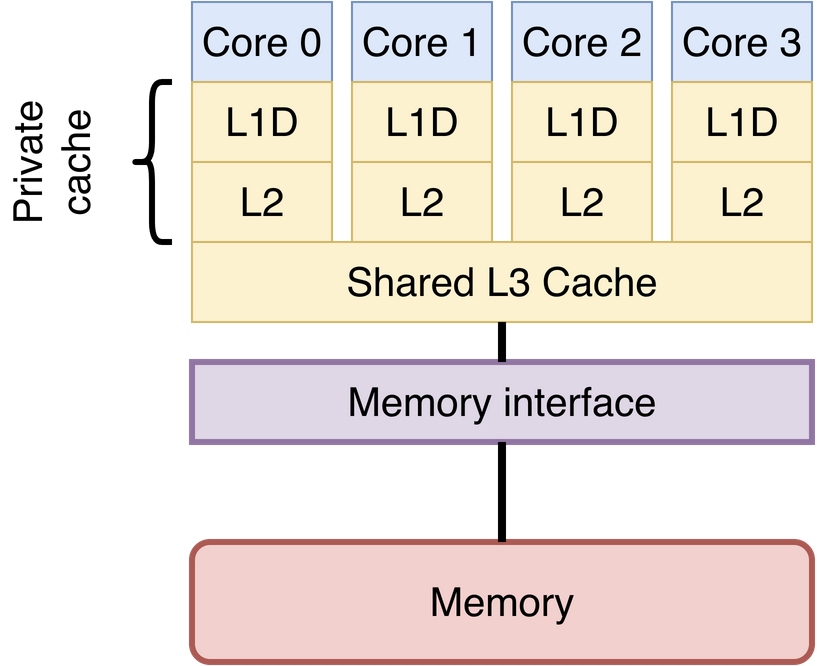 Core 0 Core 1 Core 2 Core 3
Private
cache
L1D L1D L1D L1D
L2 L2 L2 L2
Shared L3 Cache
Memory interface
Memory